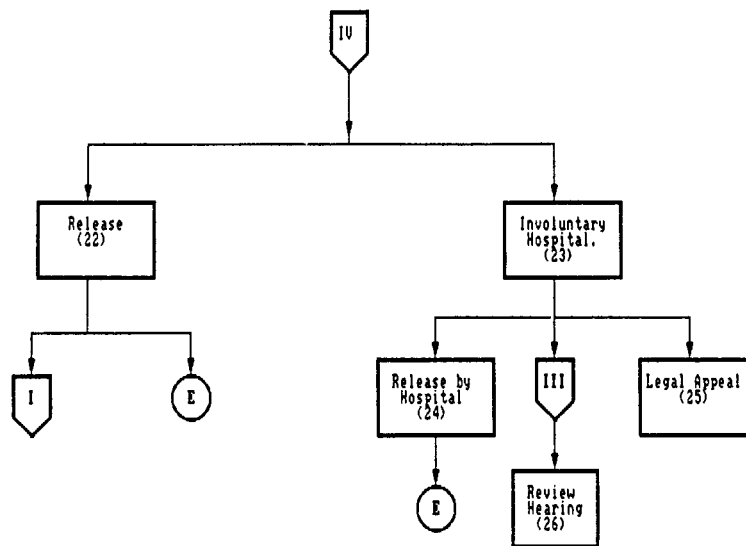 IV
Release
(22)
Involuntary
Hospital.
(23)
I
E
Release by
Hospital
(24)
III
Legal Appeal
(25)
E
Review
Hearing
(26)